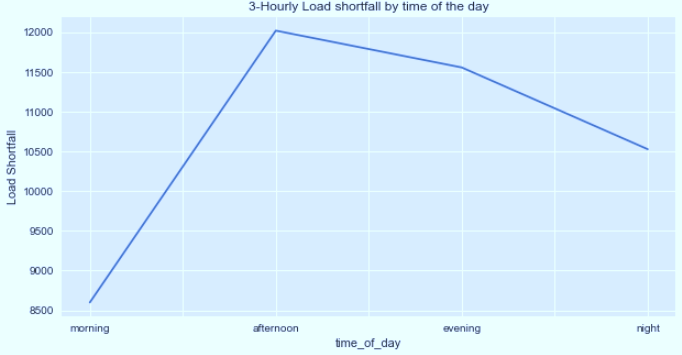 3-Hourly Load shortfall by time of the day
12000
11500
11000
10500
10000
9500
9000
8500
Load Shortfall
morning afternoon evening night
time_of_day